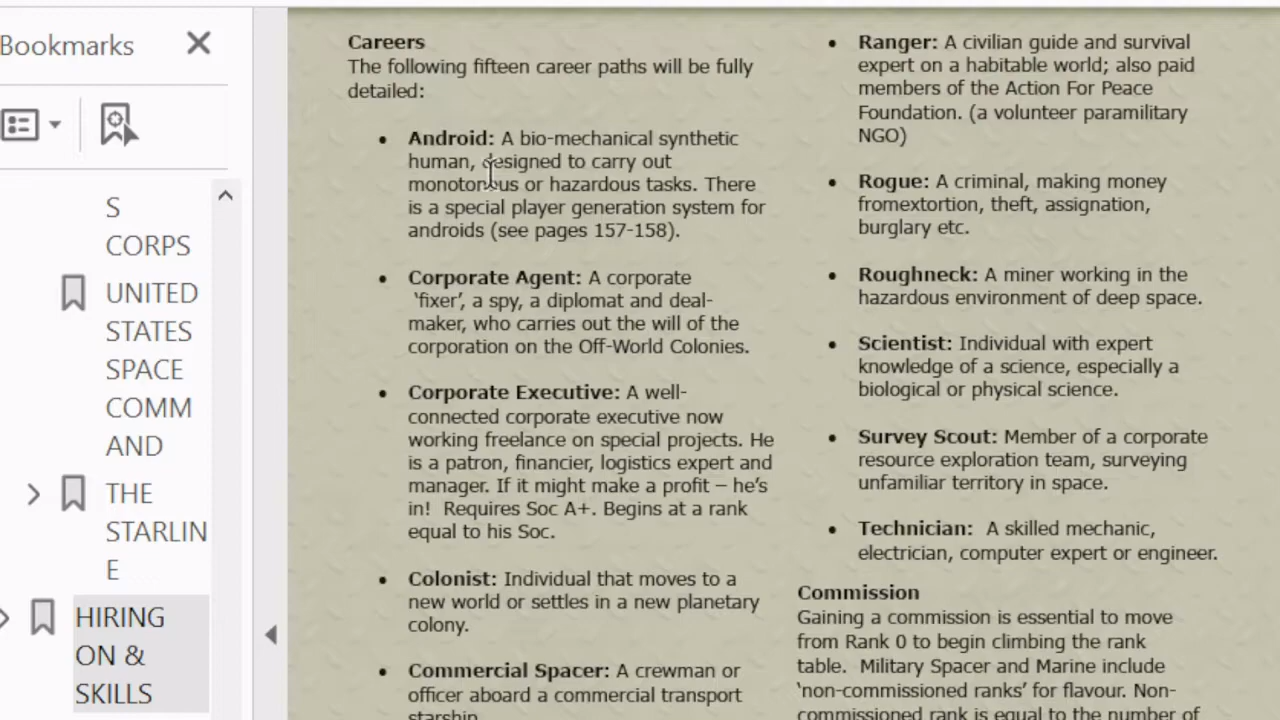 Bookmarks
S
CORPS
UNITED
STATES
SPACE
COMM
AND
THE
STARLIN
E
HIRING
ON &
SKILLS
Careers
The following fifteen career paths will be fully
detailed:
• Android: A bio-mechanical synthetic
human, designed to carry out
monotonous or hazardous tasks. There
is a special player generation system for
androids (see pages 157-158).
• Corporate Agent: A corporate
‘fixer’, a spy, a diplomat and deal-
maker, who carries out the will of the
corporation on the Off-World Colonies.
• Corporate Executive: A well-
connected corporate executive now
working freelance on special projects. He
is a patron, financier, logistics expert and
manager. If it might make a profit – he’s
in! Requires Soc A+. Begins at a rank
equal to his Soc.
• Colonist: Individual that moves to a
new world or settles in a new planetary
colony.
• Commercial Spacer: A crewman or
officer aboard a commercial transport
starship.
• Ranger: A civilian guide and survival
expert on a habitable world; also paid
members of the Action For Peace
Foundation. (a volunteer paramilitary
NGO)
• Rogue: A criminal, making money
fromextortion, theft, assignation,
burglary etc.
• Roughneck: A miner working in the
hazardous environment of deep space.
• Scientist: Individual with expert
knowledge of a science, especially a
biological or physical science.
• Survey Scout: Member of a corporate
resource exploration team, surveying
unfamiliar territory in space.
• Technician: A skilled mechanic,
electrician, computer expert or engineer.
Commission
Gaining a commission is essential to move
from Rank 0 to begin climbing the rank
table. Military Spacer and Marine include
‘non-commissioned ranks’ for flavour. Non-
commissioned rank is equal to the number of